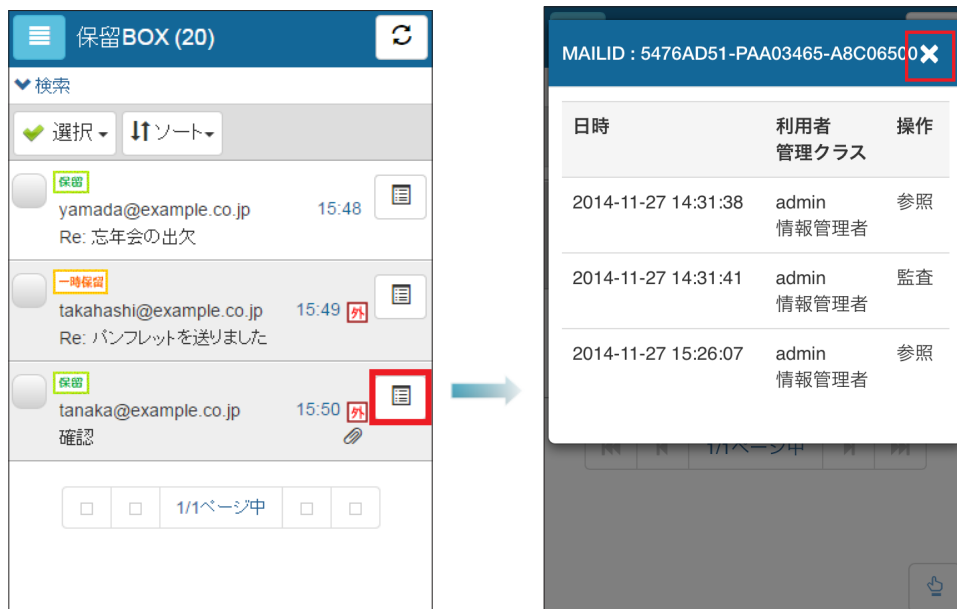 保留BOX (20)
検索
選択
ソート
保留
yamada@example.co.jp 15:48
Re: 忘年会の出欠
一時保留
takahashi@example.co.jp 15:49 外
Re: パンフレットを送りました
保留
tanaka@example.co.jp 15:50 外
確認
1/1ページ中
MAILID : 5476AD51-PAA03465-A8C06500
日時 利用者 操作
管理クラス
2014-11-27 14:31:38 admin 参照
情報管理者
2014-11-27 14:31:41 admin 監査
情報管理者
2014-11-27 15:26:07 admin 参照
情報管理者
1/1ページ中